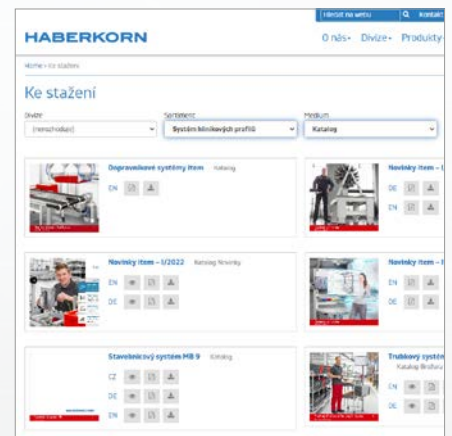 Hledat na webu
Kontakt
HABERKORN
O nás
Divize
Produkty
Home
Ke stažení
Ke stažení
Divize
Sortiment
Medium
(nerozhoduje)
Systém hliníkových profilů
Katalog
Dopravníkové systémy item Katalog
EN
Novinky item –
DE
EN
Novinky item – I/2022 Katalog Novinky
EN
DE
Novinky item –
EN
DE
Stavebnicový systém MB 9 Katalog
CZ
DE
EN
Trubkový systém
Katalog Brožura
EN
DE